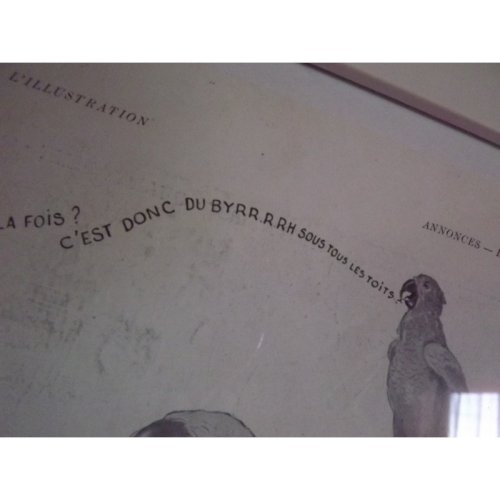 L'ILLUSTRATION
LA FOIS ?
C'EST DONC DU BYRR.R.RH SOUS TOUS LES TOITS.
ANNONCES —